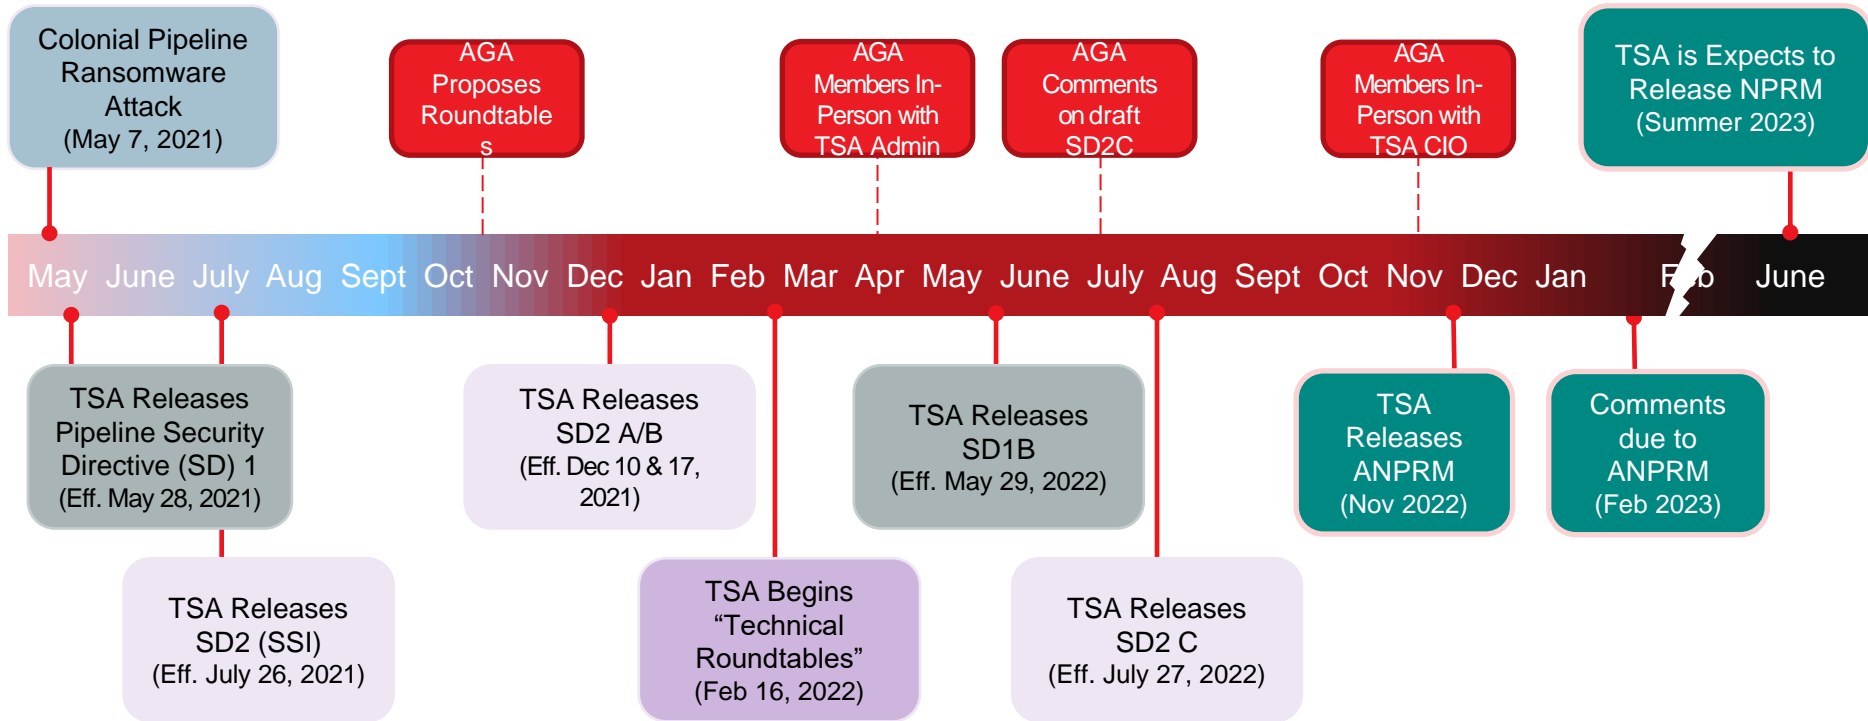 Colonial Pipeline
Ransomware
Attack
(May 7, 2021)
AGA
Proposes
Roundtable
s
AGA
Members In-
Person with
TSA Admin
AGA
Comments
on draft
SD2C
AGA
Members In-
Person with
TSA CIO
TSA is Expects to
Release NPRM
(Summer 2023)
May June July Aug Sept Oct Nov Dec Jan Feb Mar Apr May June July Aug Sept Oct Nov Dec Jan Feb June
TSA Releases
Pipeline Security
Directive (SD) 1
(Eff. May 28, 2021)
TSA Releases
SD2 (SSI)
(Eff. July 26, 2021)
TSA Releases
SD2 A/B
(Eff. Dec 10 & 17,
2021)
TSA Begins
“Technical
Roundtables”
(Feb 16, 2022)
TSA Releases
SD1B
(Eff. May 29, 2022)
TSA Releases
SD2 C
(Eff. July 27, 2022)
TSA
Releases
ANPRM
(Nov 2022)
Comments
due to
ANPRM
(Feb 2023)